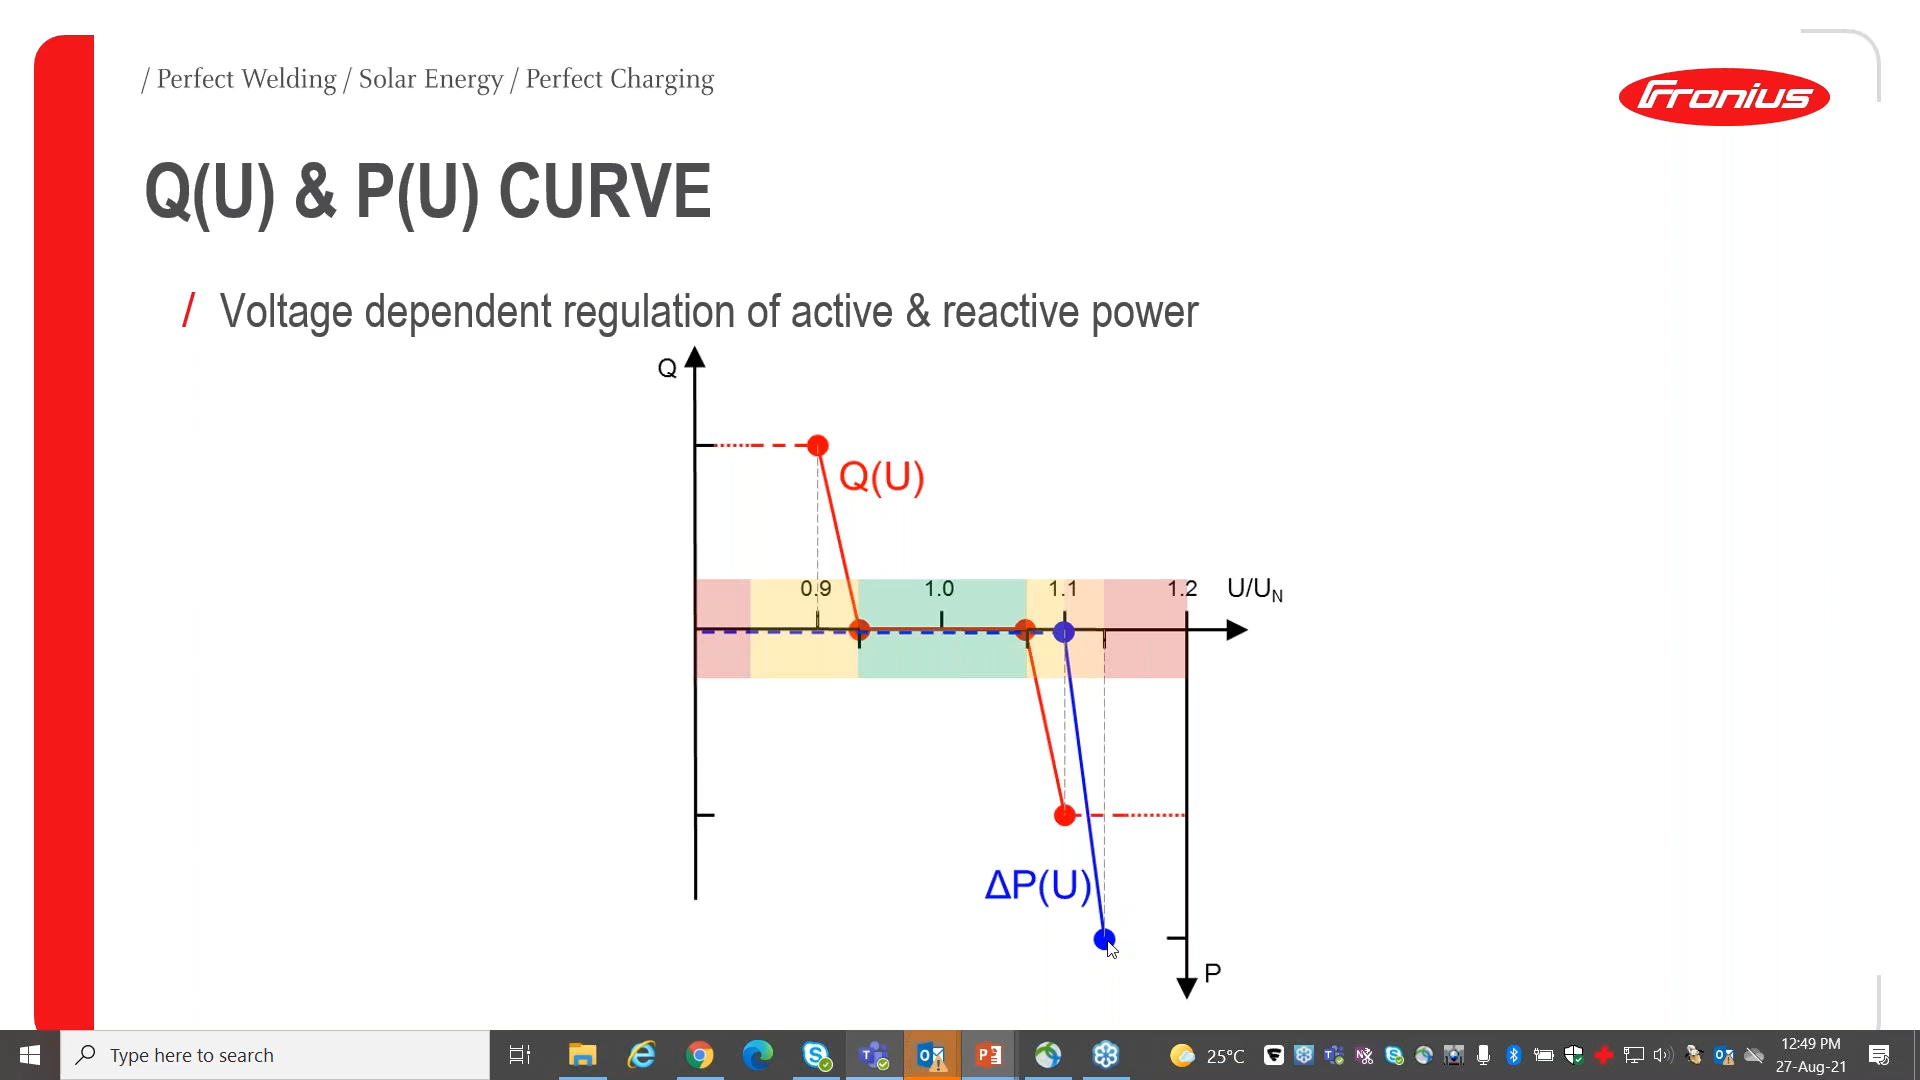 / Perfect Welding / Solar Energy / Perfect Charging
Fronius
Q(U) & P(U) CURVE
/ Voltage dependent regulation of active & reactive power
Q
Q(U)
0.9 1.0 1.1 1.2 U/UN
ΔP(U)
P
Type here to search
25°C
12:49 PM
27-Aug-21